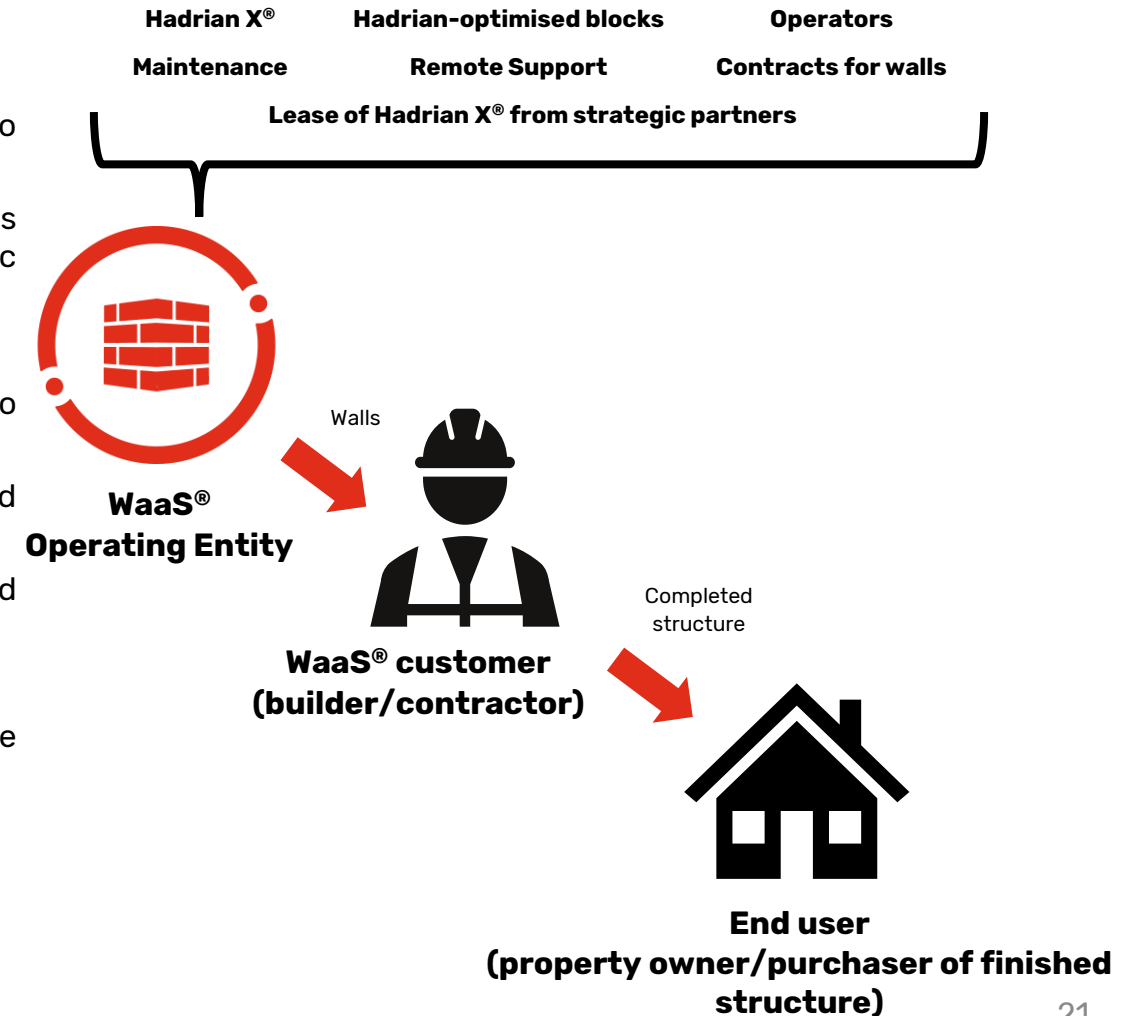 Hadrian X® Hadrian-optimised blocks Operators
Maintenance Remote Support Contracts for walls
Lease of Hadrian X® from strategic partners
o
s
c
o
d
d
e
Walls
WaaS®
Operating Entity
Completed
structure
WaaS® customer
(builder/contractor)
End user
(property owner/purchaser of finished
structure)
21